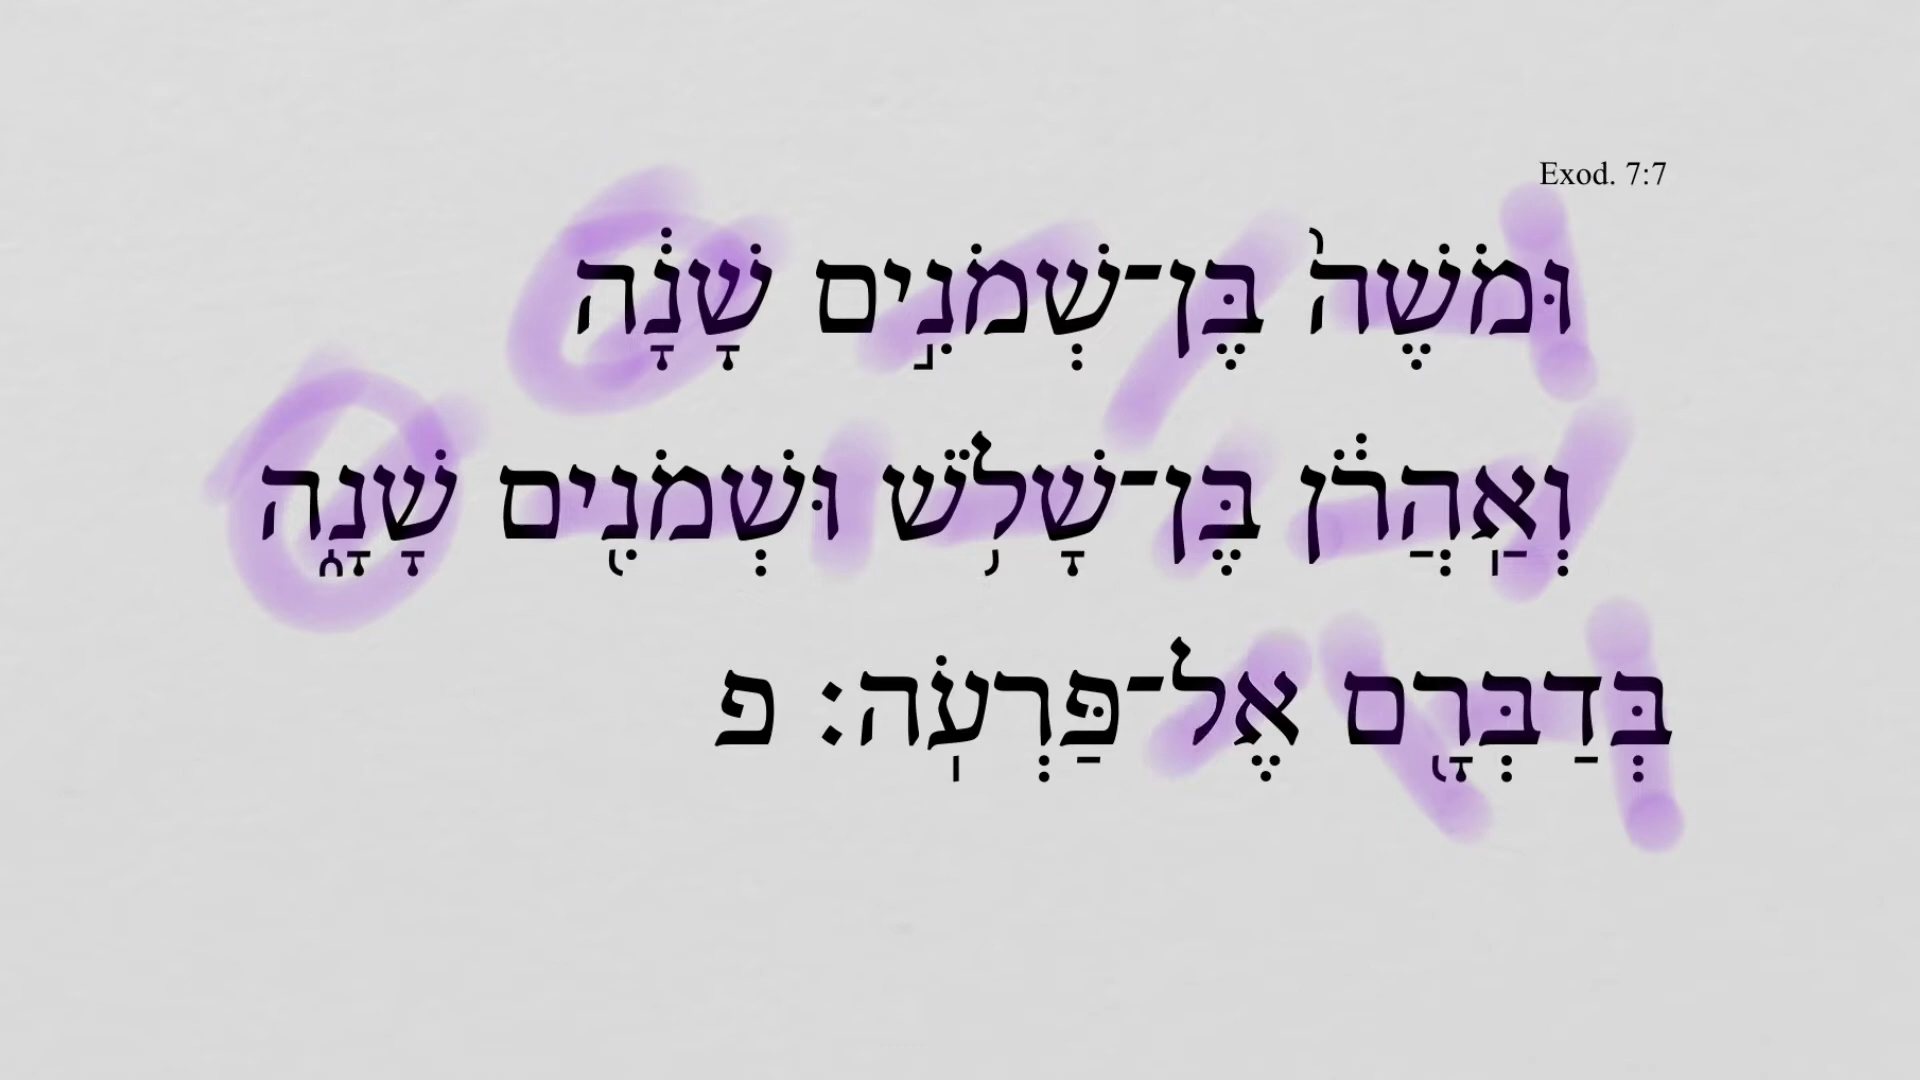 Exod. 7:7
וּמֹשֶׁה֙ בֶּן־שְׁמֹנִ֣ים שָׁנָ֔ה
וְאַֽהֲרֹ֔ן בֶּן־שָׁלֹ֥שׁ וּשְׁמֹנִ֖ים שָׁנָ֑ה
בְּדַבְּרָ֖ם אֶל־פַּרְעֹֽה׃ פ